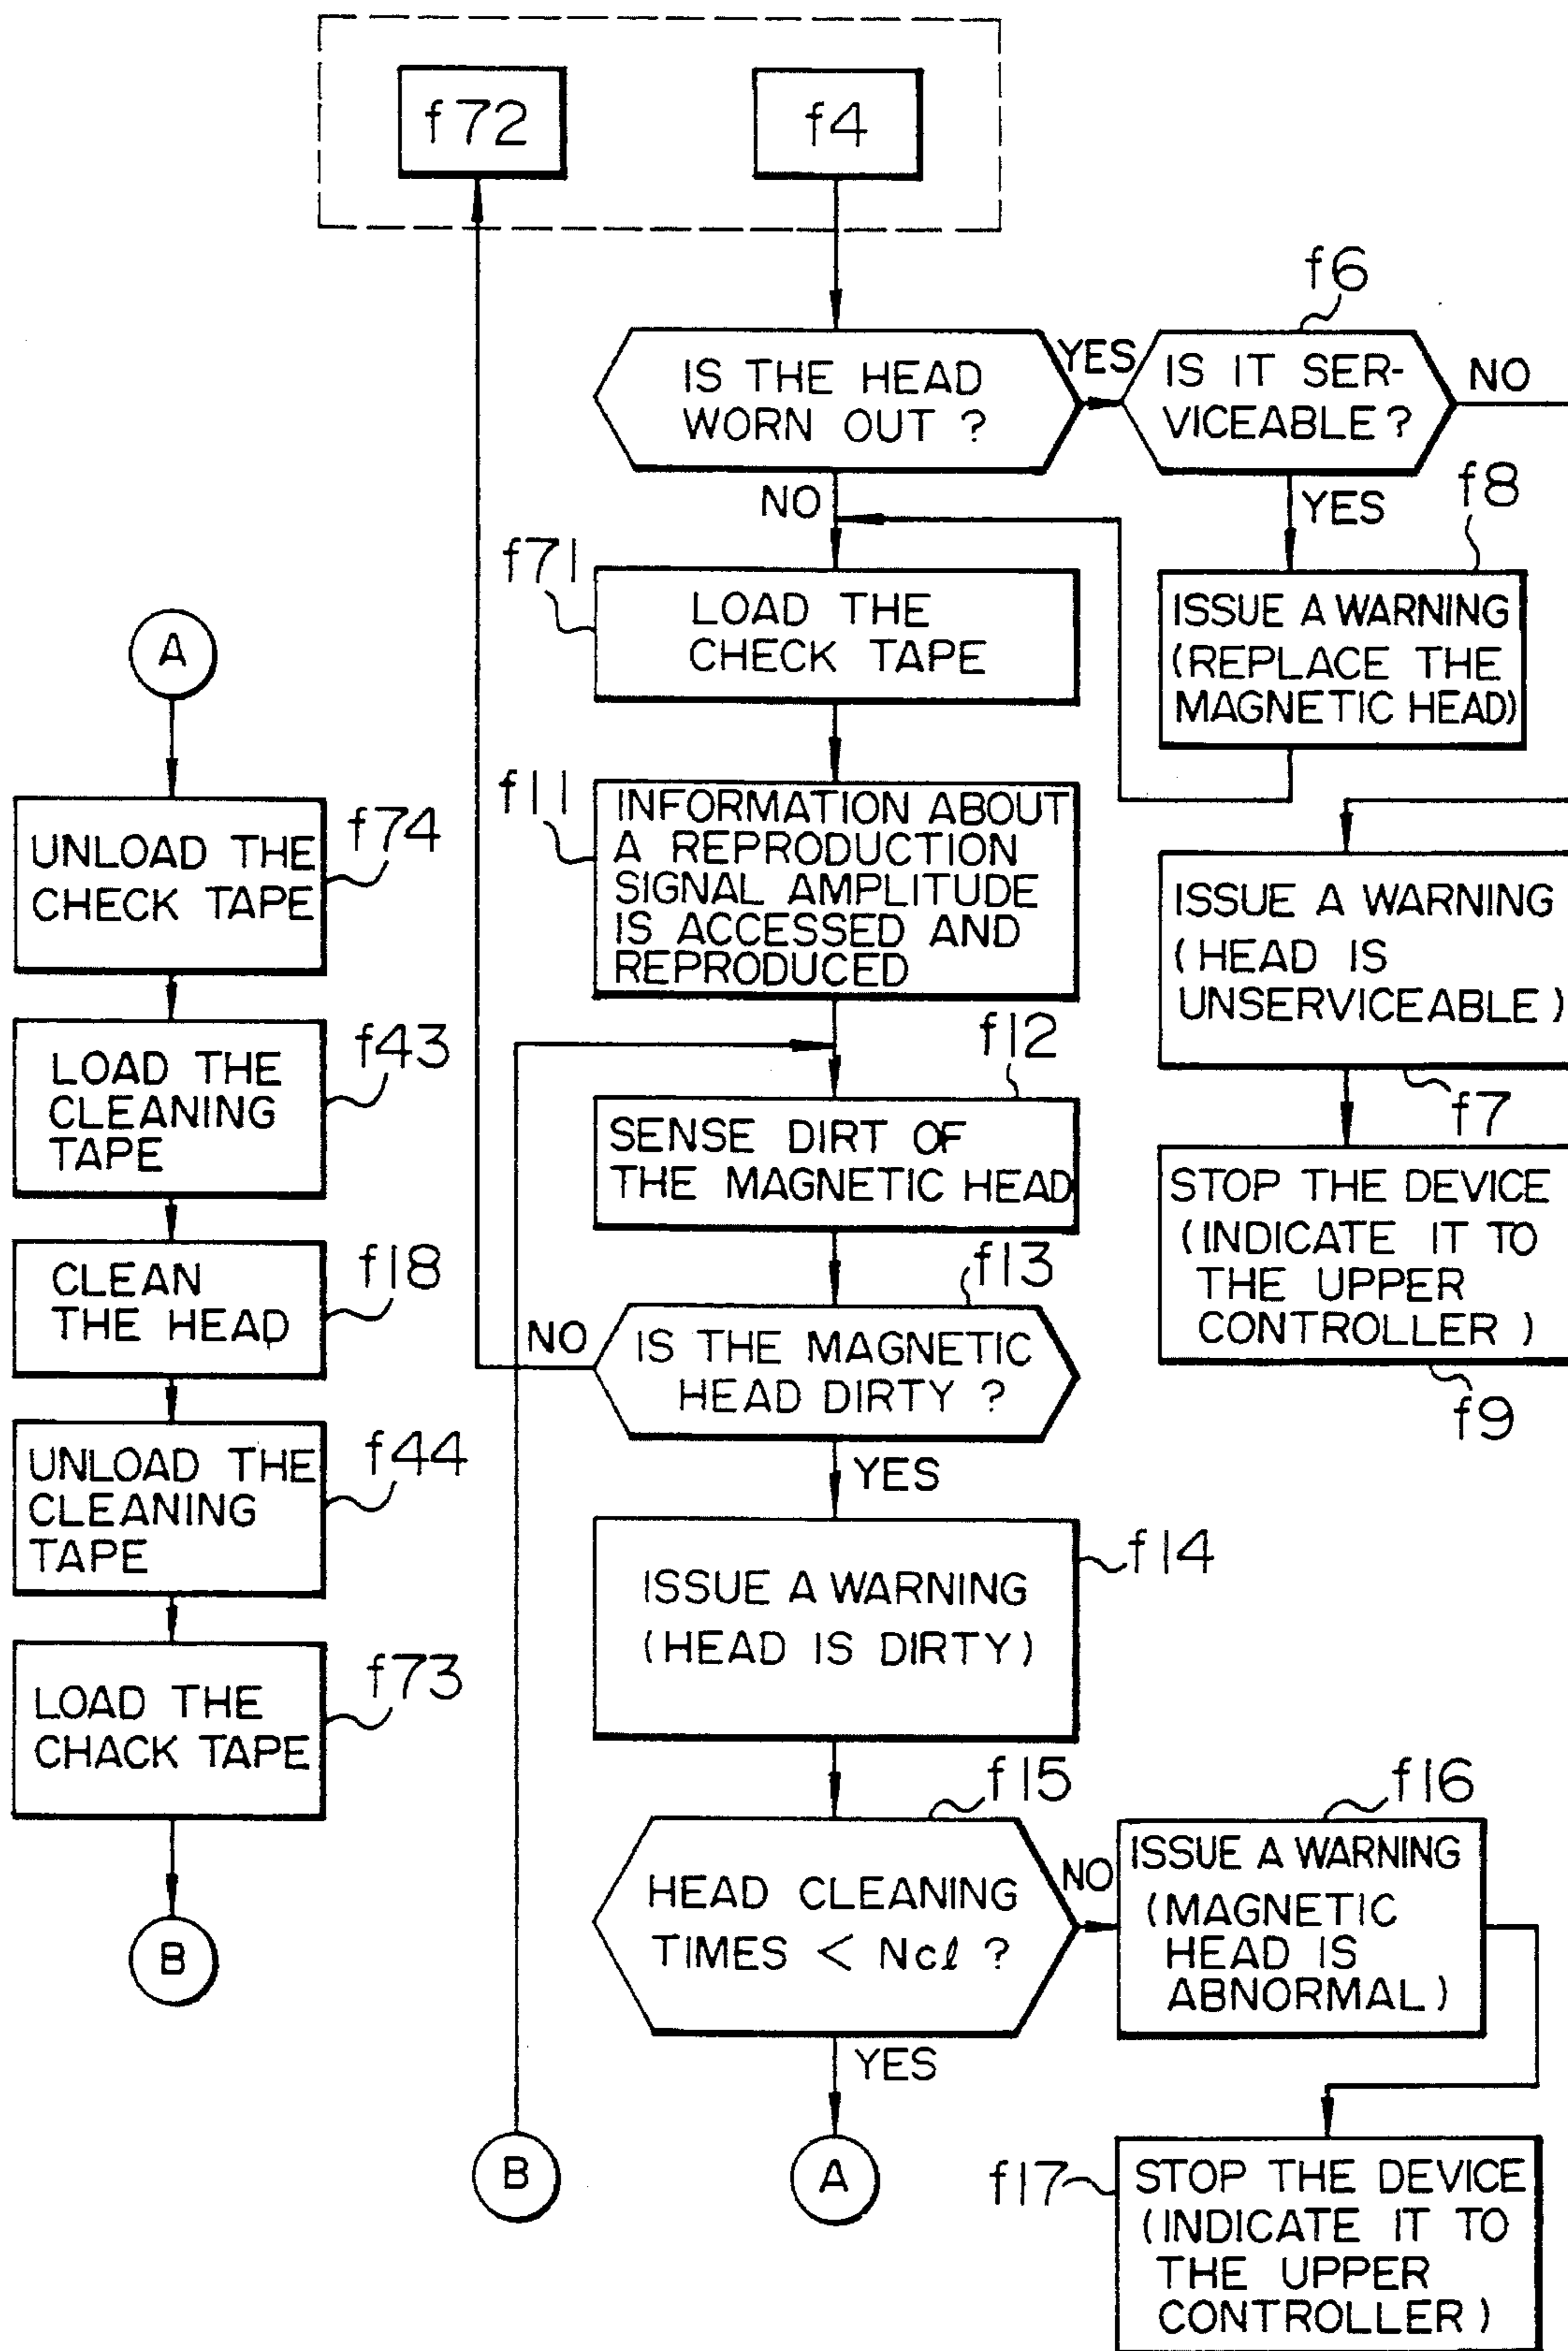 f72
f4
f6
IS THE HEAD
WORN OUT ?
YES
IS IT SER-
VICEABLE?
NO
NO
YES
f8
f71
LOAD THE
CHECK TAPE
ISSUE A WARNING
(REPLACE THE
MAGNETIC HEAD)
A
f11
INFORMATION ABOUT
A REPRODUCTION
SIGNAL AMPLITUDE
IS ACCESSED AND
REPRODUCED
UNLOAD THE
CHECK TAPE
f74
ISSUE A WARNING
(HEAD IS
UNSERVICEABLE)
f7
LOAD THE
CLEANING
TAPE
f43
f12
SENSE DIRT OF
THE MAGNETIC HEAD
STOP THE DEVICE
(INDICATE IT TO
THE UPPER
CONTROLLER)
f9
CLEAN
THE HEAD
f18
f13
NO
IS THE MAGNETIC
HEAD DIRTY ?
YES
UNLOAD THE
CLEANING
TAPE
f44
f14
ISSUE A WARNING
(HEAD IS DIRTY)
LOAD THE
CHACK TAPE
f73
B
f15
HEAD CLEANING
TIMES < Ncl ?
NO
f16
ISSUE A WARNING
(MAGNETIC
HEAD IS
ABNORMAL)
YES
B
A
f17
STOP THE DEVICE
(INDICATE IT TO
THE UPPER
CONTROLLER)